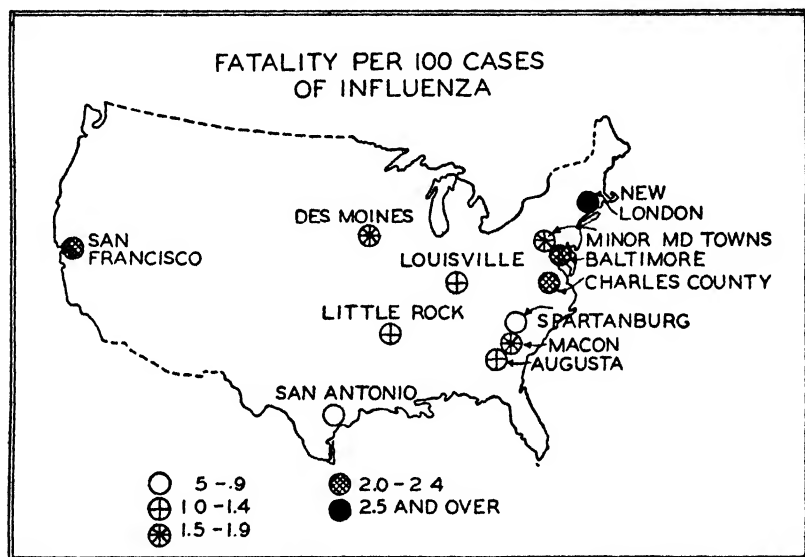 FATALITY PER 100 CASES
OF INFLUENZA
NEW
LONDON
DES MOINES
MINOR MD TOWNS
SAN
FRANCISCO
LOUISVILLE
BALTIMORE
CHARLES COUNTY
LITTLE ROCK
SPARTANBURG
MACON
AUGUSTA
SAN ANTONIO
5 -.9
1 0 -1.4
1.5 -1.9
2.0 - 2 4
2.5 AND OVER